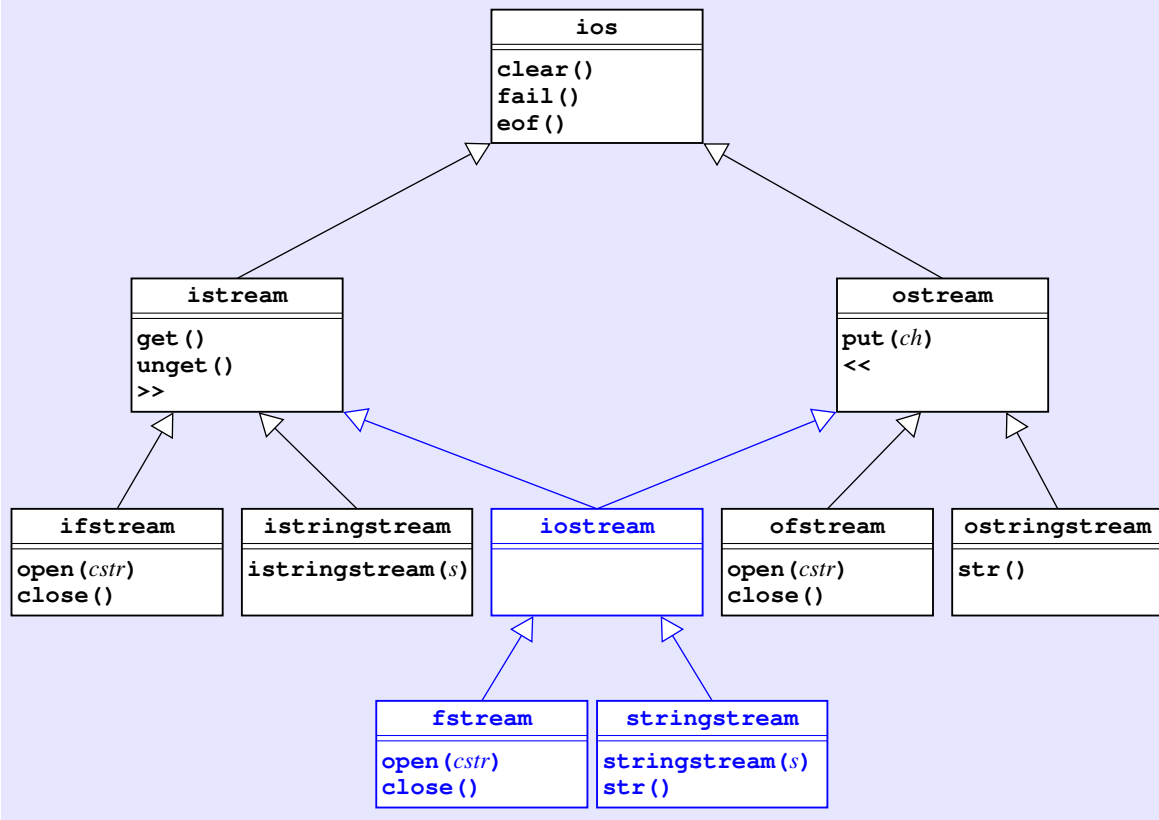 ios
clear()
fail()
eof()
istream
get()
unget()
>>
ostream
put(ch)
<<
ifstream
open(cstr)
close()
istringstream
istringstream(s)
iostream
ofstream
open(cstr)
close()
ostringstream
str()
fstream
open(cstr)
close()
stringstream
stringstream(s)
str()